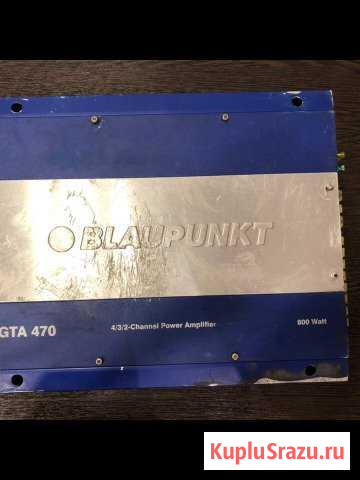 BLAUPUNKT
GTA 470
4/3/2-Channel Power Amplifier
800 Watt
KupluSrazu.ru